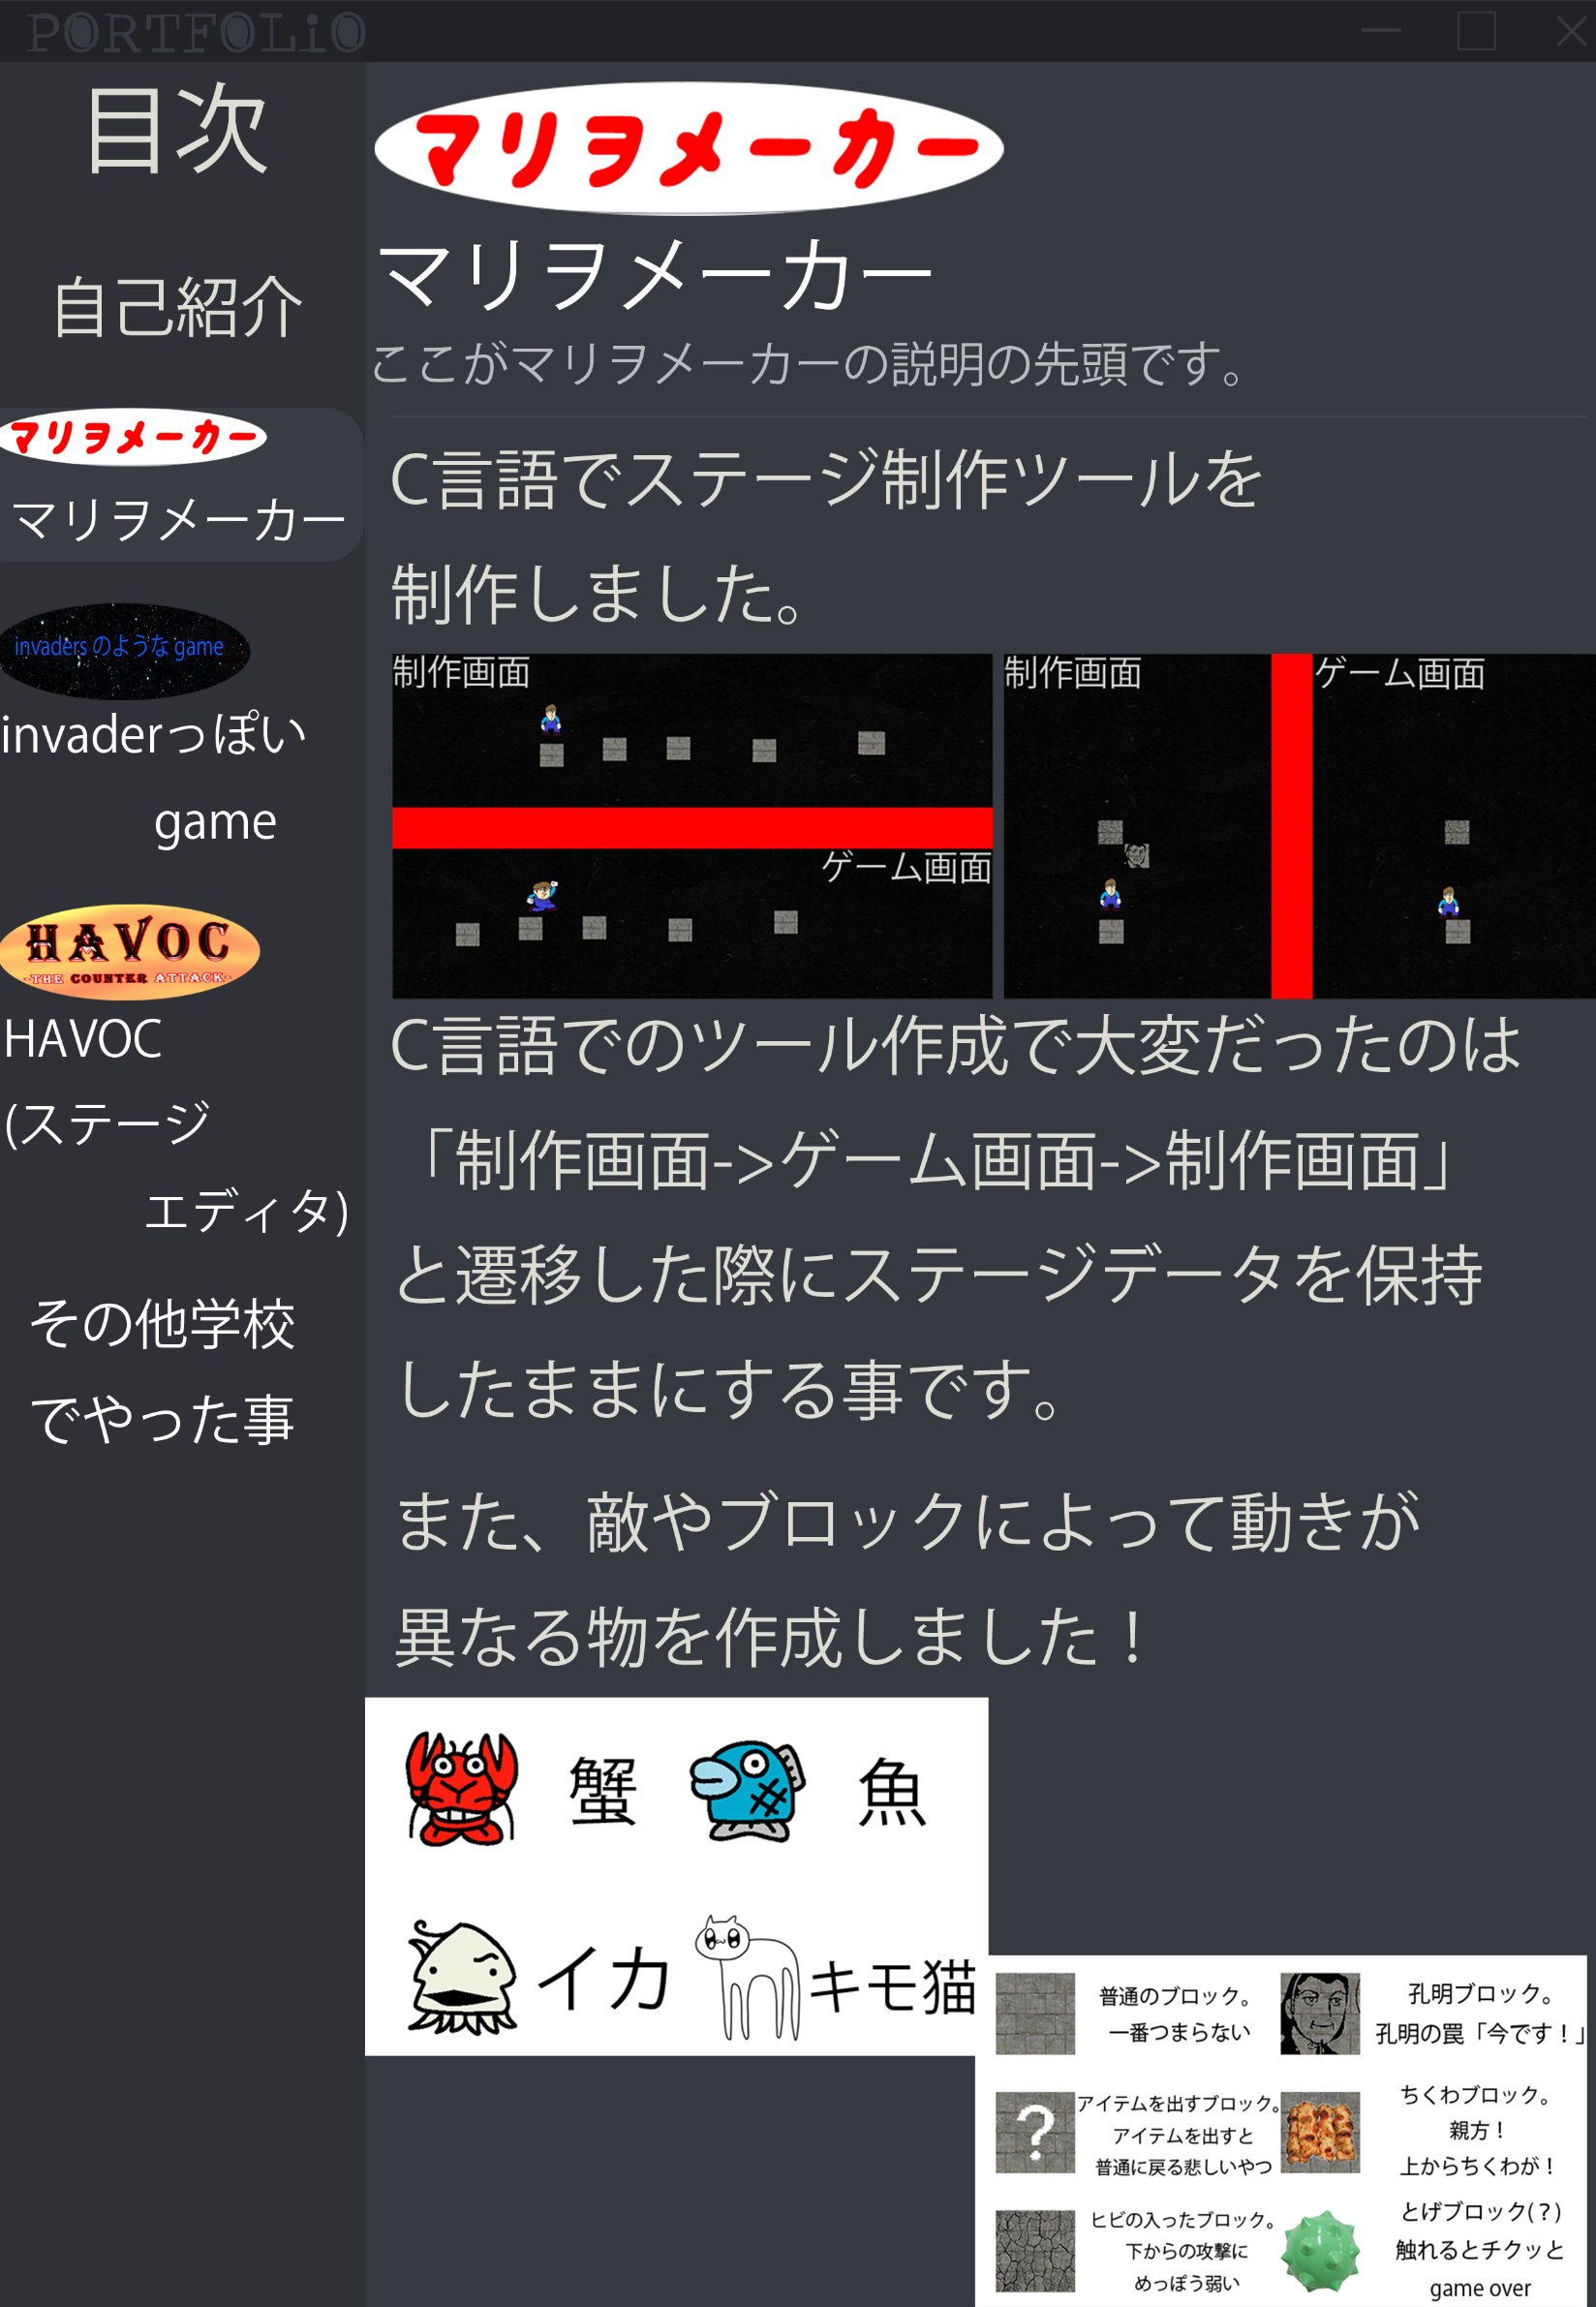 PORTFOLiO
目次
自己紹介
マリヲメーカー
マリヲメーカー
invaders のような game
invaderっぽい
game
HAVOC
-THE COUNTER ATTACK-
HAVOC
(ステージ
エディタ)
その他学校
でやった事
マリヲメーカー
マリヲメーカー
ここがマリヲメーカーの説明の先頭です。
C言語でステージ制作ツールを
制作しました。
制作画面
ゲーム画面
制作画面
ゲーム画面
C言語でのツール作成で大変だったのは
「制作画面->ゲーム画面->制作画面」
と遷移した際にステージデータを保持
したままにする事です。
また、敵やブロックによって動きが
異なる物を作成しました！
蟹
魚
イカ
キモ猫
普通のブロック。
一番つまらない
孔明ブロック。
孔明の罠「今です！」
?
アイテムを出すブロック。
アイテムを出すと
普通に戻る悲しいやつ
ちくわブロック。
親方！
上からちくわが！
ヒビの入ったブロック。
下からの攻撃に
めっぽう弱い
とげブロック(？)
触れるとチクッと
game over